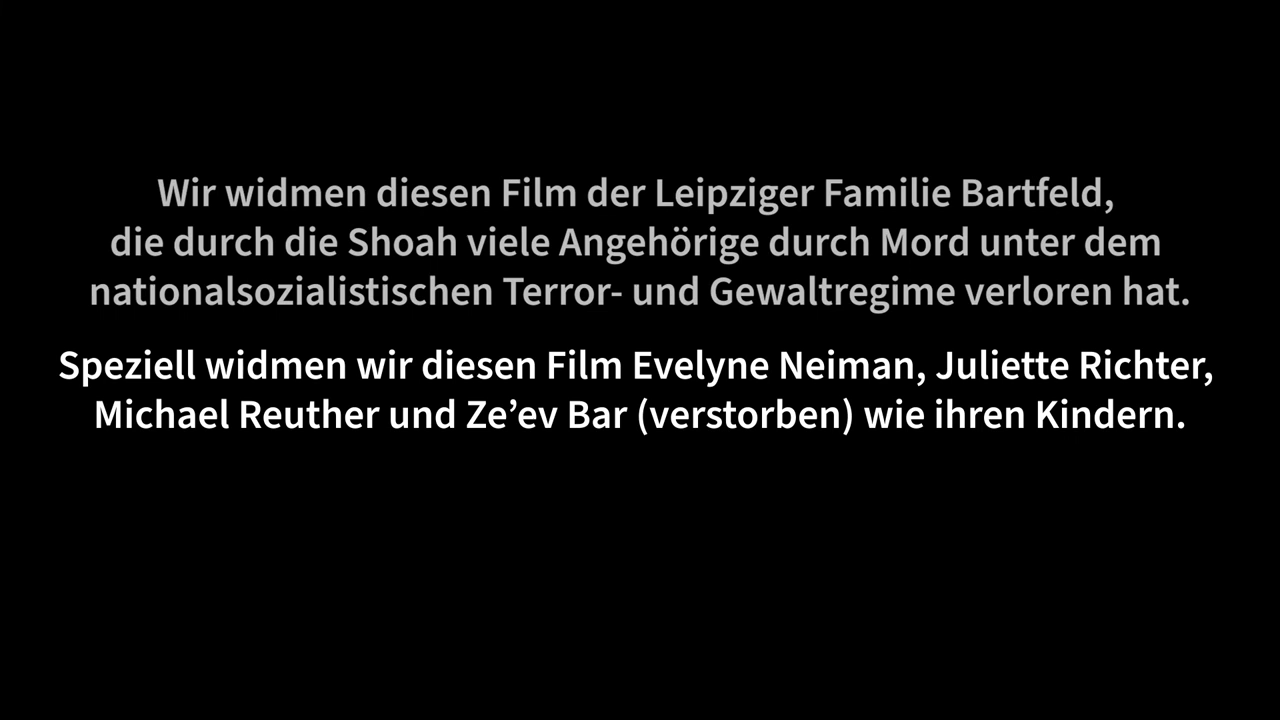 Wir widmen diesen Film der Leipziger Familie Bartfeld,
die durch die Shoah viele Angehörige durch Mord unter dem
nationalsozialistischen Terror- und Gewaltregime verloren hat.
Speziell widmen wir diesen Film Evelyne Neiman, Juliette Richter,
Michael Reuther und Ze’ev Bar (verstorben) wie ihren Kindern.